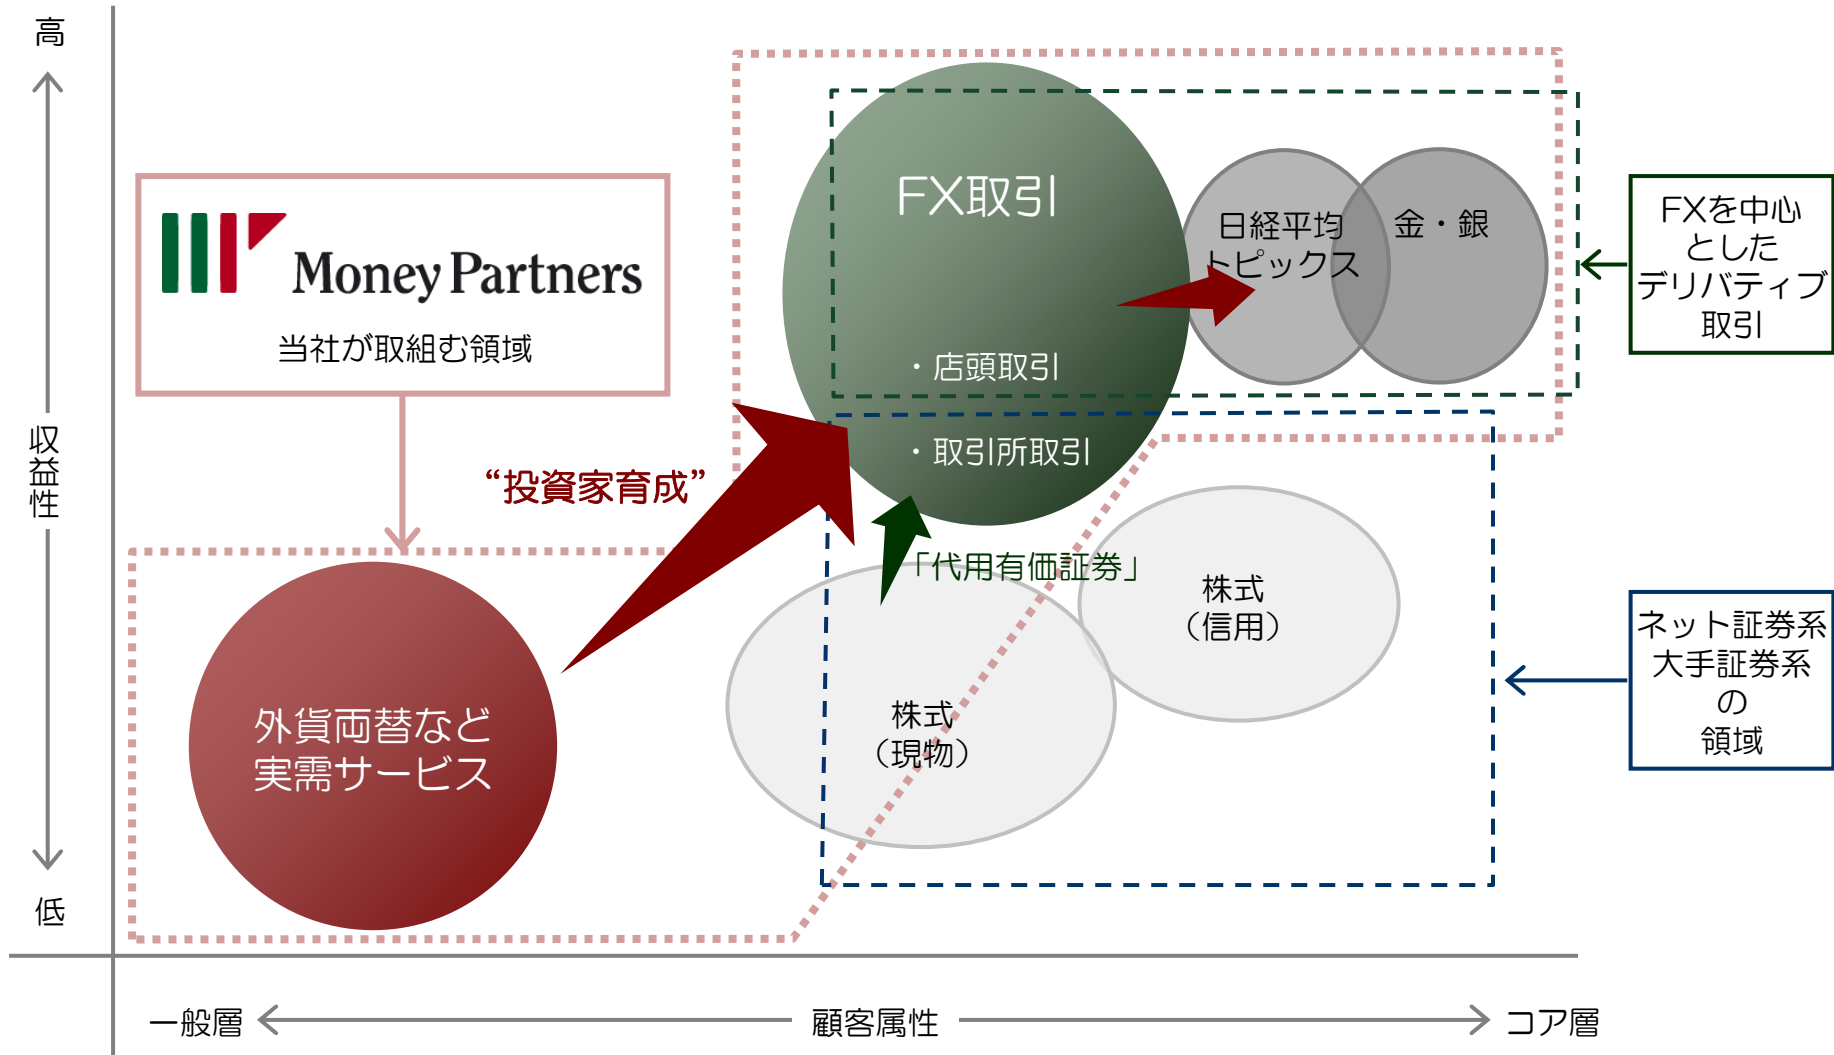 高
収益性
低
Money Partners
当社が取組む領域
“投資家育成”
外貨両替など
実需サービス
FX取引
・店頭取引
・取引所取引
日経平均
トピックス
金・銀
「代用有価証券」
株式
（現物）
株式
（信用）
FXを中心
とした
デリバティブ
取引
ネット証券系
大手証券系
の
領域
一般層
顧客属性
コア層